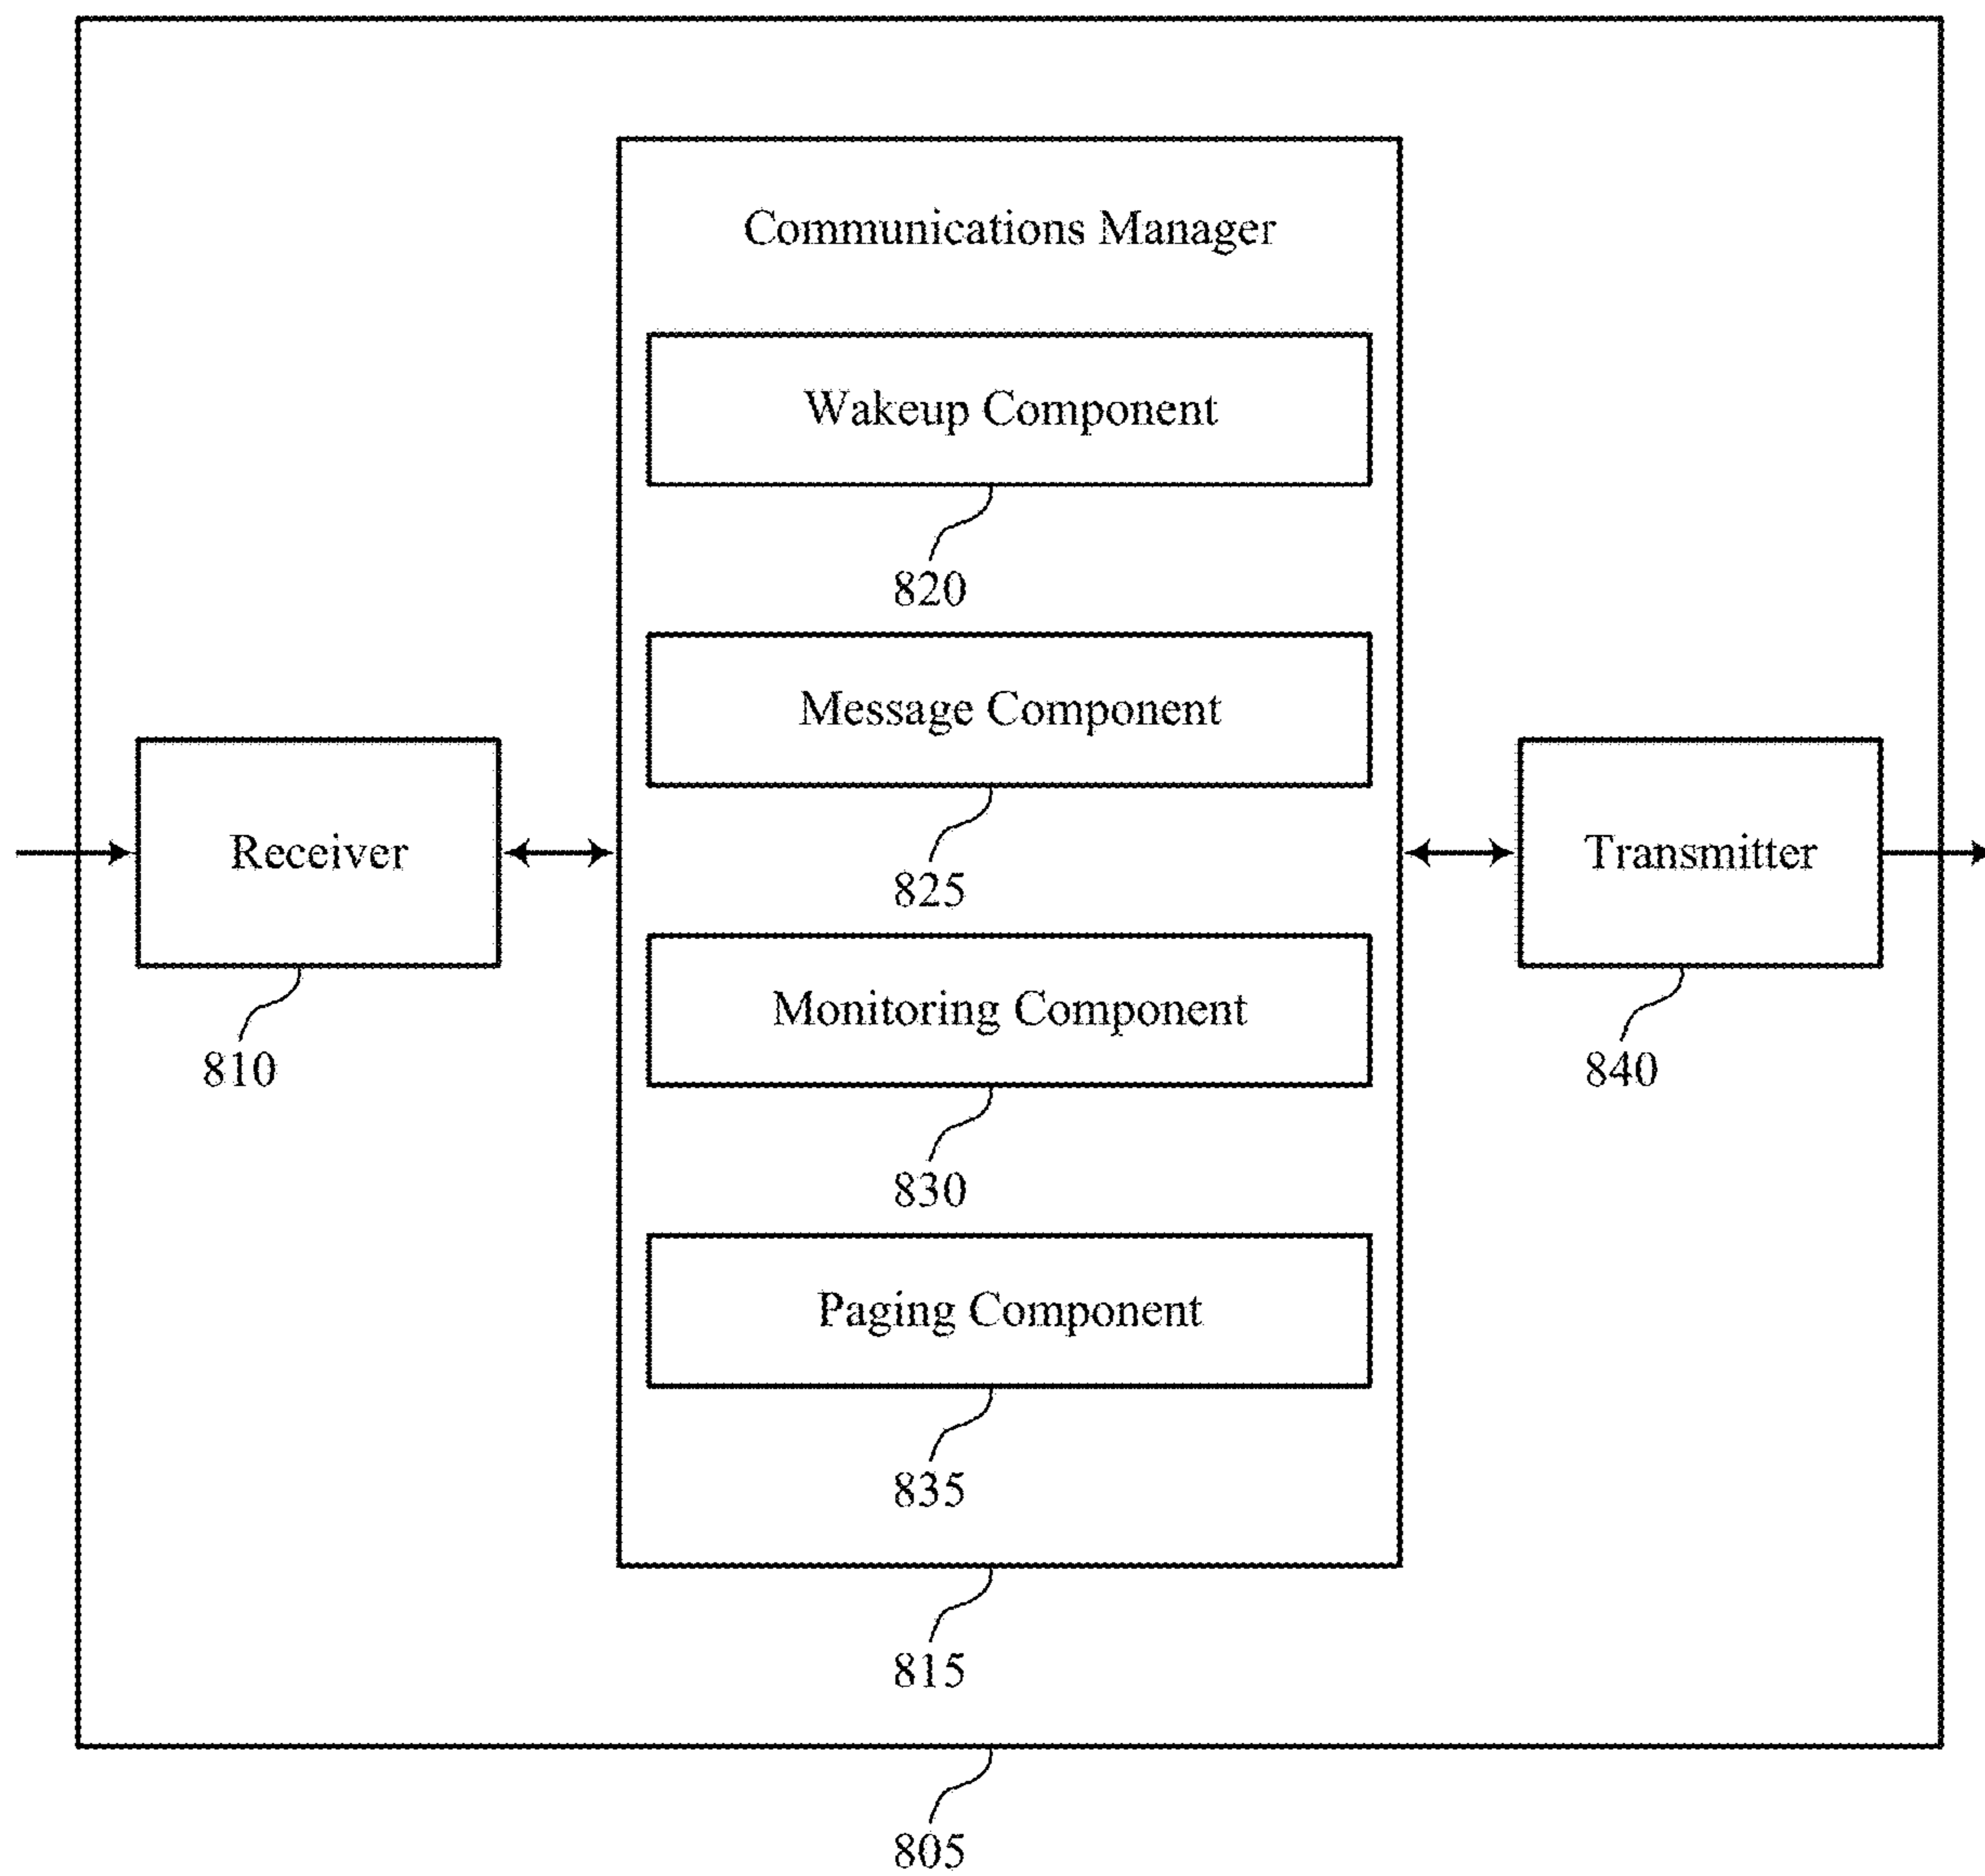 Communications Manager
Wakeup Component
820
Message Component
825
Receiver
810
Transmitter
840
Monitoring Component
830
Paging Component
835
815
805